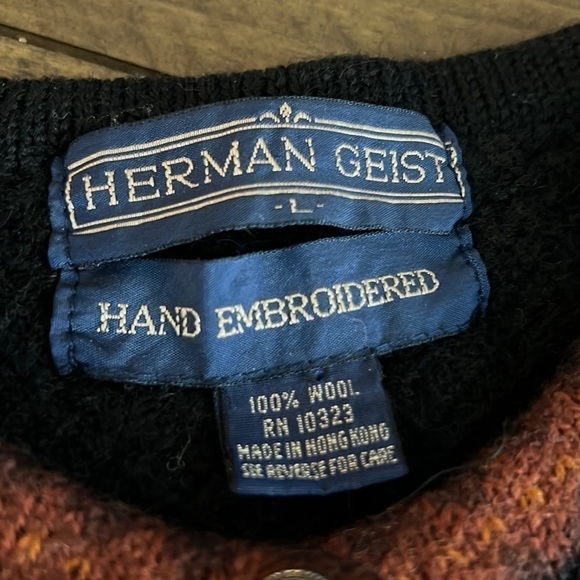 HERMAN GEIST
- L -
HAND EMBROIDERED
100% WOOL
RN 10323
MADE IN HONG KONG
SEE REVERSE FOR CARE